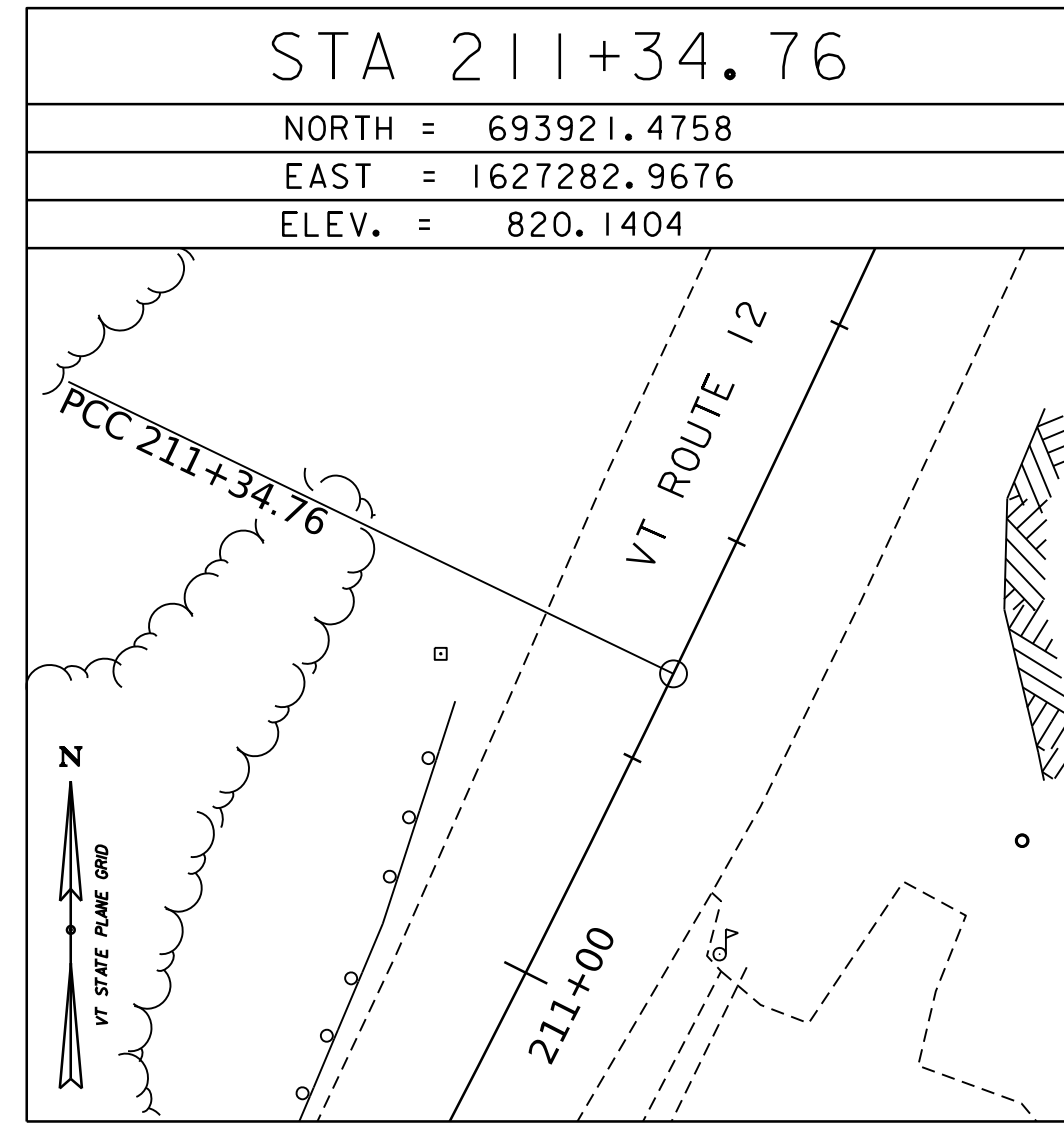 STA 211+34.76
NORTH = 693921.4758
EAST = 1627282.9676
ELEV. = 820.1404
VT ROUTE 12
PCC 211+34.76
N
VT STATE PLANE GRID
211+00